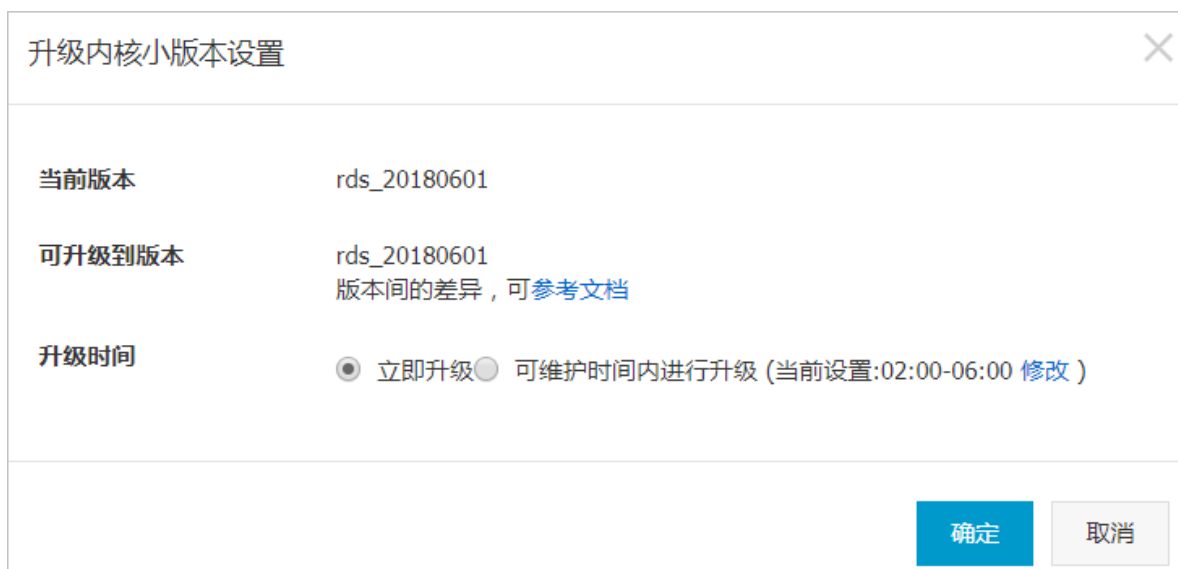 升级内核小版本设置
当前版本 rds_20180601
可升级到版本 rds_20180601
版本间的差异，可参考文档
升级时间 立即升级 可维护时间内进行升级 (当前设置:02:00-06:00 修改 )
确定 取消